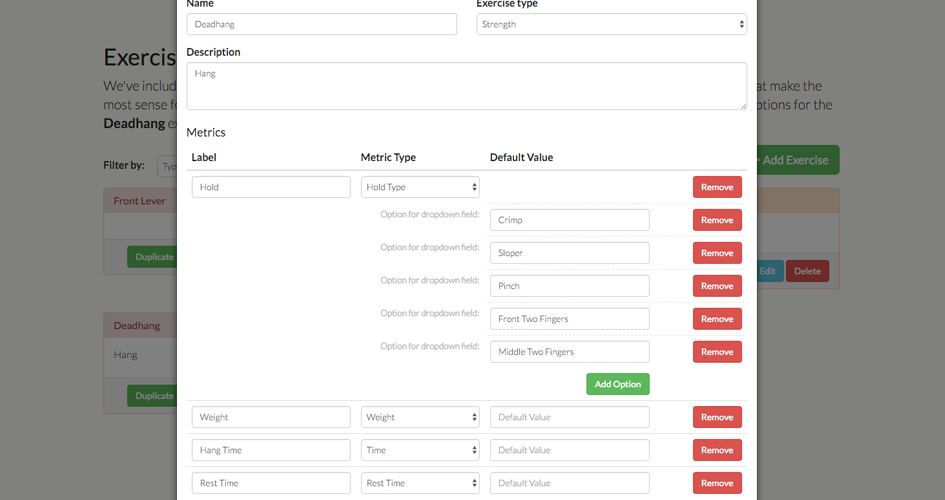 Name
Exercise type
Deadhang
Strength
Description
Hang
Exercis
We've includ
at make the
most sense fo
ptions for the
Deadhang ex
Metrics
Label Metric Type Default Value
Filter by:
Typ
Add Exercise
Hold Hold Type Remove
Front Lever
Option for dropdown field: Crimp Remove
Option for dropdown field: Sloper Remove
Duplicate
Edit Delete
Option for dropdown field: Pinch Remove
Option for dropdown field: Front Two Fingers Remove
Deadhang
Option for dropdown field: Middle Two Fingers Remove
Hang
Add Option
Duplicate
Weight Weight Default Value Remove
Hang Time Time Default Value Remove
Rest Time Rest Time Default Value Remove